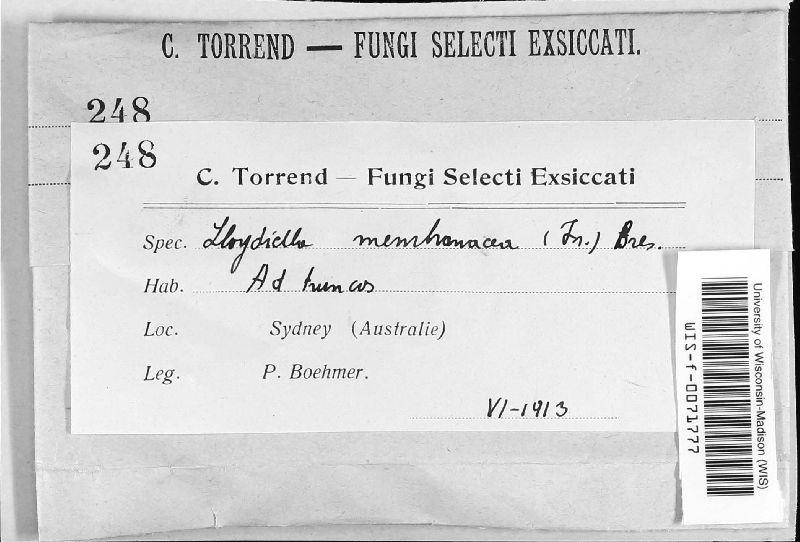 C. TORREND — FUNGI SELECTI EXSICCATI.
248
248
C. Torrend — Fungi Selecti Exsiccati
Spec. Lloydiella membranacea (Fr.) Bres.
Hab. Ad truncos
Loc. Sydney (Australie)
Leg. P. Boehmer.
VI-1913
University of Wisconsin-Madison (WIS)
WIS-f-0071777